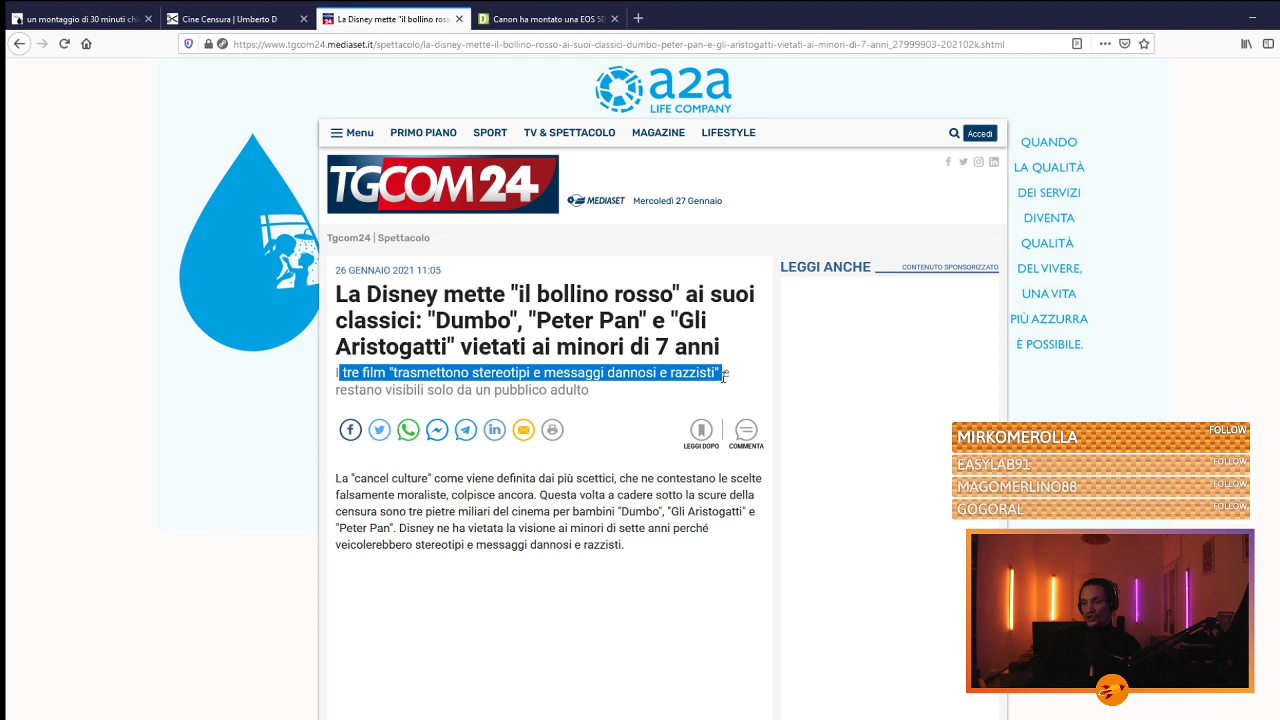 un montaggio di 30 minuti chi
Cine Censura | Umberto D
La Disney mette "il bollino ross
Canon ha montato una EOS 5D
https://www.tgcom24.mediaset.it/spettacolo/la-disney-mette-il-bollino-rosso-ai-suoi-classici-dumbo-peter-pan-e-gli-aristogatti-vietati-ai-minori-di-7-anni_27999903-202102k.shtml
a2a
LIFE COMPANY
Menu PRIMO PIANO SPORT TV & SPETTACOLO MAGAZINE LIFESTYLE Accedi
TGCOM 24
MEDIASET Mercoledì 27 Gennaio
Tgcom24 | Spettacolo
26 GENNAIO 2021 11:05
La Disney mette "il bollino rosso" ai suoi
classici: "Dumbo", "Peter Pan" e "Gli
Aristogatti" vietati ai minori di 7 anni
I tre film "trasmettono stereotipi e messaggi dannosi e razzisti" e
restano visibili solo da un pubblico adulto
LEGGI DOPO
COMMENTA
La "cancel culture" come viene definita dai più scettici, che ne contestano le scelte
falsamente moraliste, colpisce ancora. Questa volta a cadere sotto la scure della
censura sono tre pietre miliari del cinema per bambini "Dumbo", "Gli Aristogatti" e
"Peter Pan". Disney ne ha vietata la visione ai minori di sette anni perché
veicolerebbero stereotipi e messaggi dannosi e razzisti.
LEGGI ANCHE
CONTENUTO SPONSORIZZATO
QUANDO
LA QUALITÀ
DEI SERVIZI
DIVENTA
QUALITÀ
DEL VIVERE,
UNA VITA
PIÙ AZZURRA
È POSSIBILE.
MIRKOMEROLLA FOLLOW
EASYLAB91 FOLLOW
MAGOMERLINO88 FOLLOW
GOGORAL FOLLOW